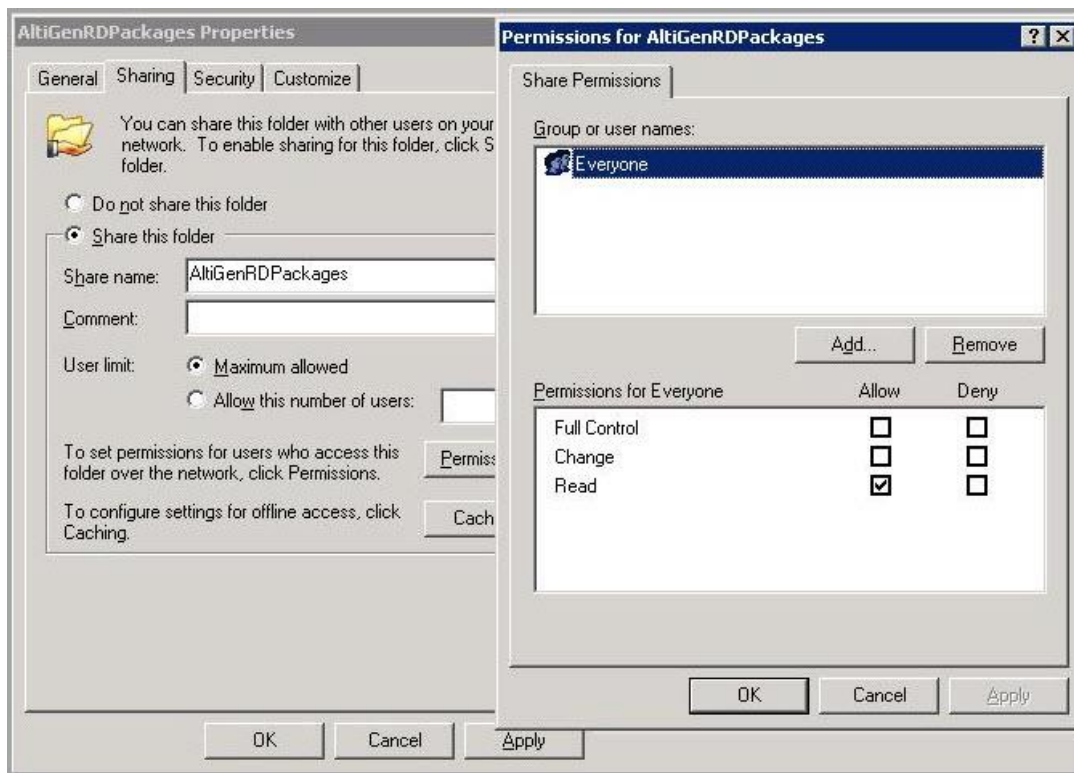 AltiGenRDPackages Properties
General Sharing Security Customize
You can share this folder with other users on your
network. To enable sharing for this folder, click S
folder.
Do not share this folder
Share this folder
Share name: AltiGenRDPackages
Comment:
User limit: Maximum allowed
Allow this number of users:
To set permissions for users who access this
folder over the network, click Permissions.
Permiss
To configure settings for offline access, click
Caching.
Cach
OK Cancel Apply
Permissions for AltiGenRDPackages
Share Permissions
Group or user names:
Everyone
Add... Remove
Permissions for Everyone Allow Deny
Full Control
Change
Read
OK Cancel Apply